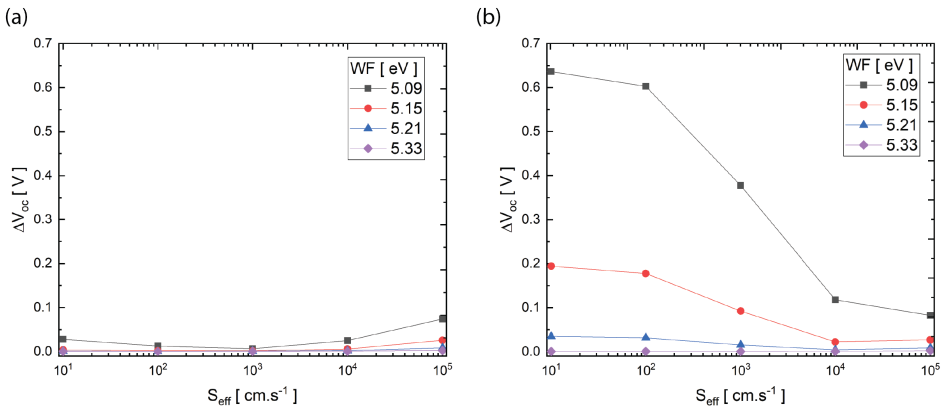 (a)
0.7
0.6
0.5
0.4
0.3
0.2
0.1
0.0
ΔVoc [ V ]
WF [ eV ]
5.09
5.15
5.21
5.33
10¹ 10² 10³ 10⁴ 10⁵
Seff [ cm.s⁻¹ ]
(b)
0.7
0.6
0.5
0.4
0.3
0.2
0.1
0.0
ΔVoc [ V ]
WF [ eV ]
5.09
5.15
5.21
5.33
10¹ 10² 10³ 10⁴ 10⁵
Seff [ cm.s⁻¹ ]